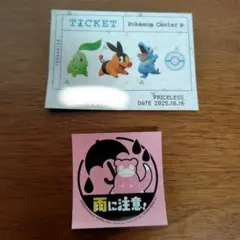 TICKET
Pokémon Center
PRICELESS
DATE 2025.10.16
雨に注意!